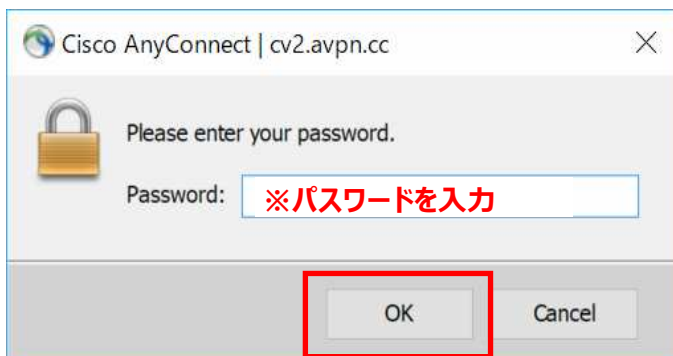 Cisco AnyConnect | cv2.avpn.cc
Please enter your password.
Password: ※パスワードを入力
OK Cancel